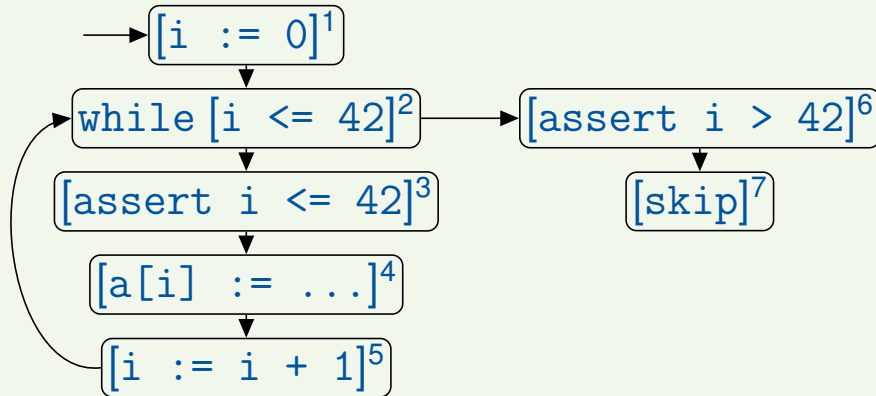 [i := 0]1
while [i <= 42]2
[assert i > 42]6
[assert i <= 42]3
[skip]7
[a[i] := ...]4
[i := i + 1]5